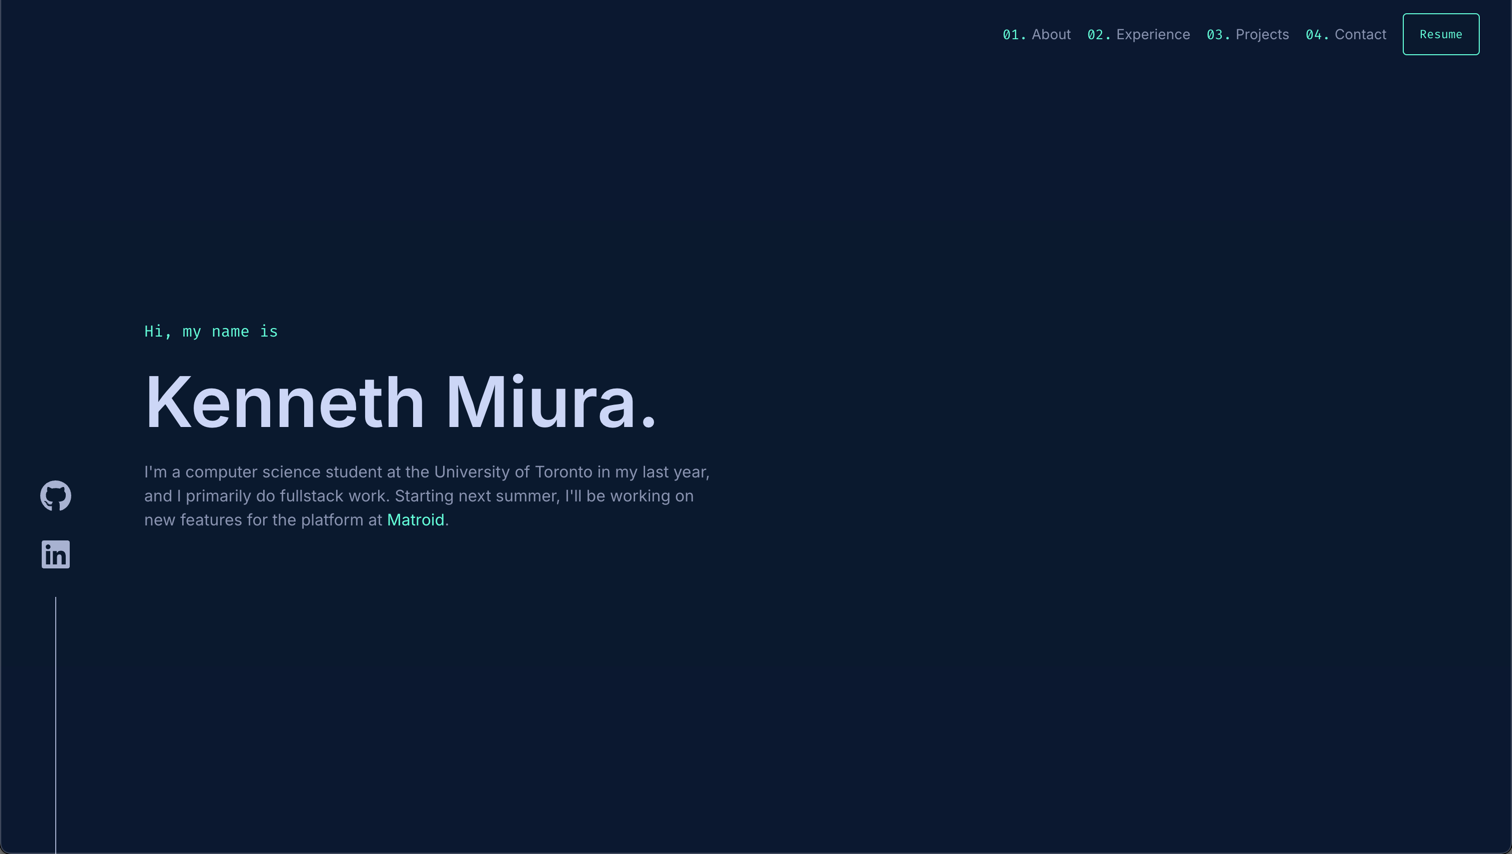 01. About 02. Experience 03. Projects 04. Contact Resume
Hi, my name is
Kenneth Miura.
I'm a computer science student at the University of Toronto in my last year,
and I primarily do fullstack work. Starting next summer, I'll be working on
new features for the platform at Matroid.
in